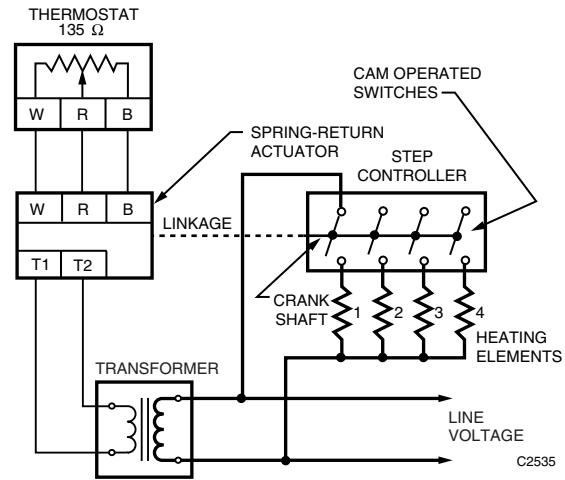 THERMOSTAT
135 Ω
W R B
CAM OPERATED
SWITCHES
SPRING-RETURN
ACTUATOR
STEP
CONTROLLER
W R B
LINKAGE
T1 T2
CRANK
SHAFT
1 2 3 4
HEATING
ELEMENTS
TRANSFORMER
LINE
VOLTAGE
C2535